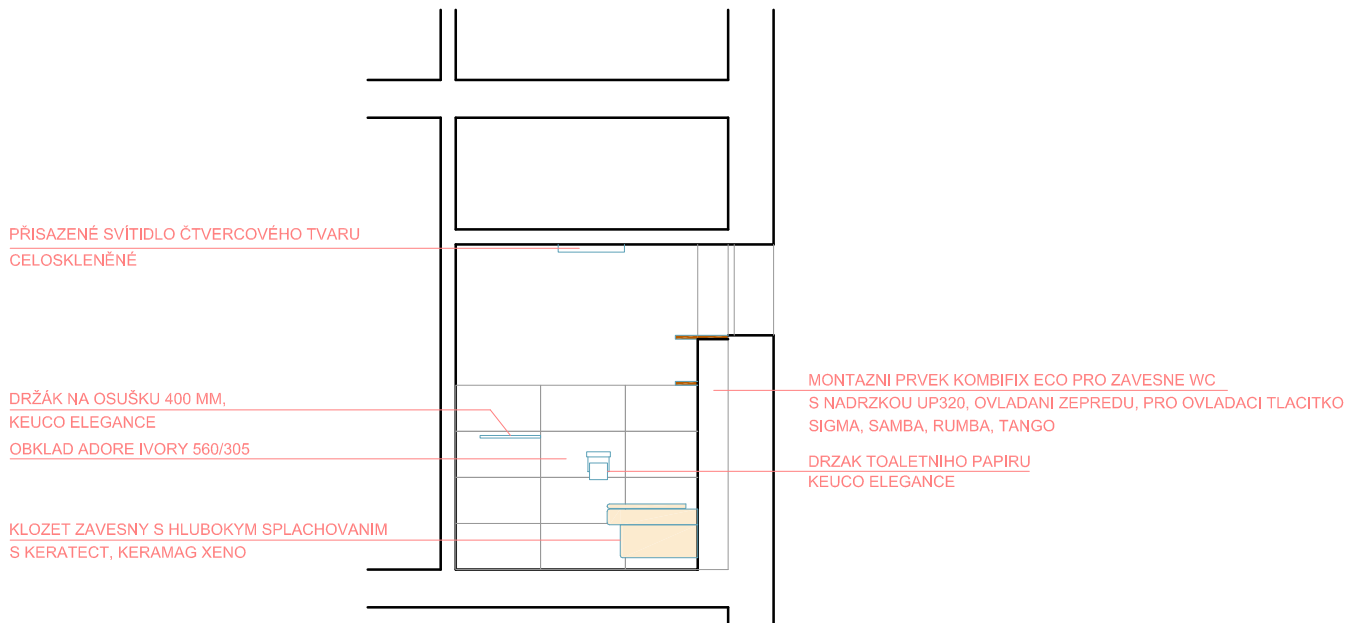 PŘISAZENÉ SVÍTIDLO ČTVERCOVÉHO TVARU
CELOSKLENĚNÉ
DRŽÁK NA OSUŠKU 400 MM,
KEUCO ELEGANCE
OBKLAD ADORE IVORY 560/305
KLOZET ZAVESNY S HLUBOKYM SPLACHOVANIM
S KERATECT, KERAMAG XENO
MONTAZNI PRVEK KOMBIFIX ECO PRO ZAVESNE WC
S NADRZKOU UP320, OVLADANI ZEPREDU, PRO OVLADACI TLACITKO
SIGMA, SAMBA, RUMBA, TANGO
DRZAK TOALETNIHO PAPIRU
KEUCO ELEGANCE